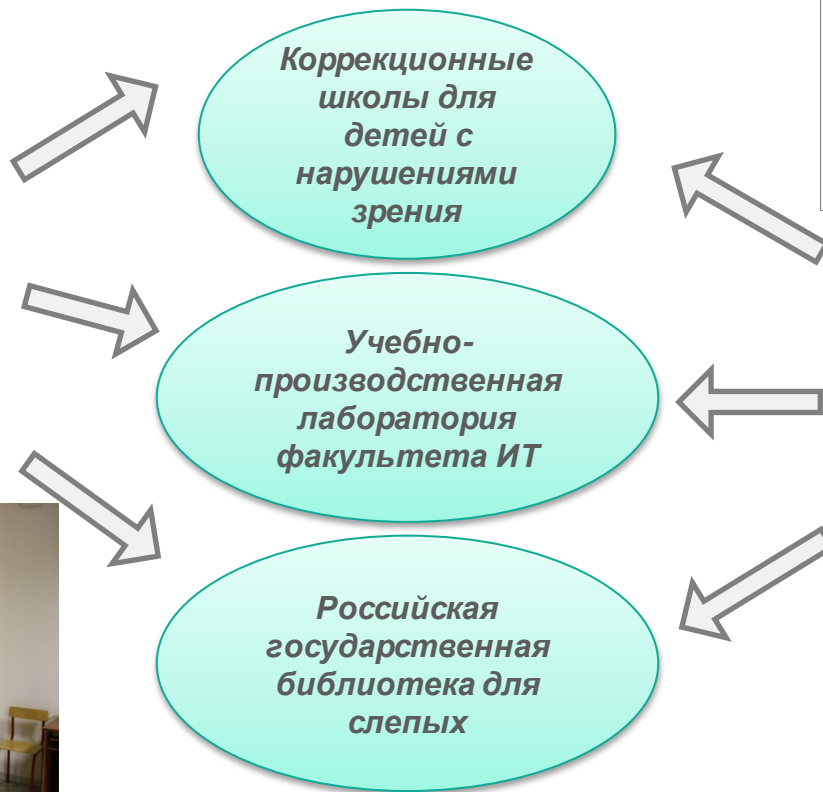 Коррекционные
школы для
детей с
нарушениями
зрения
Учебно-
производственная
лаборатория
факультета ИТ
Российская
государственная
библиотека для
слепых